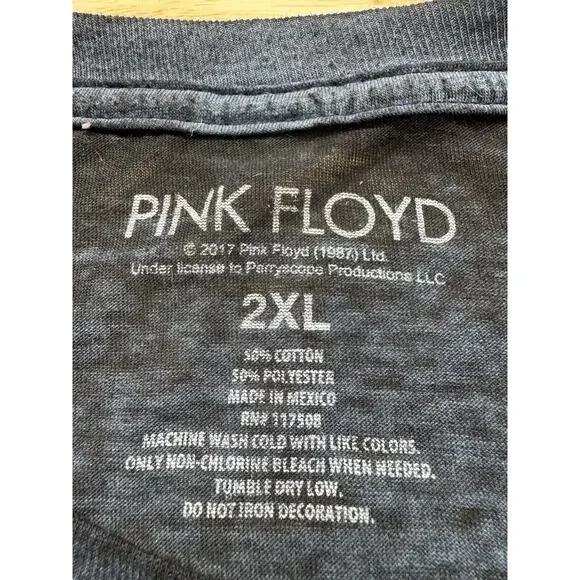 PINK FLOYD
© 2017 Pink Floyd (1987) Ltd.
Under license to Perryscope Productions LLC
2XL
50% COTTON
50% POLYESTER
MADE IN MEXICO
RN# 117508
MACHINE WASH COLD WITH LIKE COLORS.
ONLY NON-CHLORINE BLEACH WHEN NEEDED.
TUMBLE DRY LOW.
DO NOT IRON DECORATION.